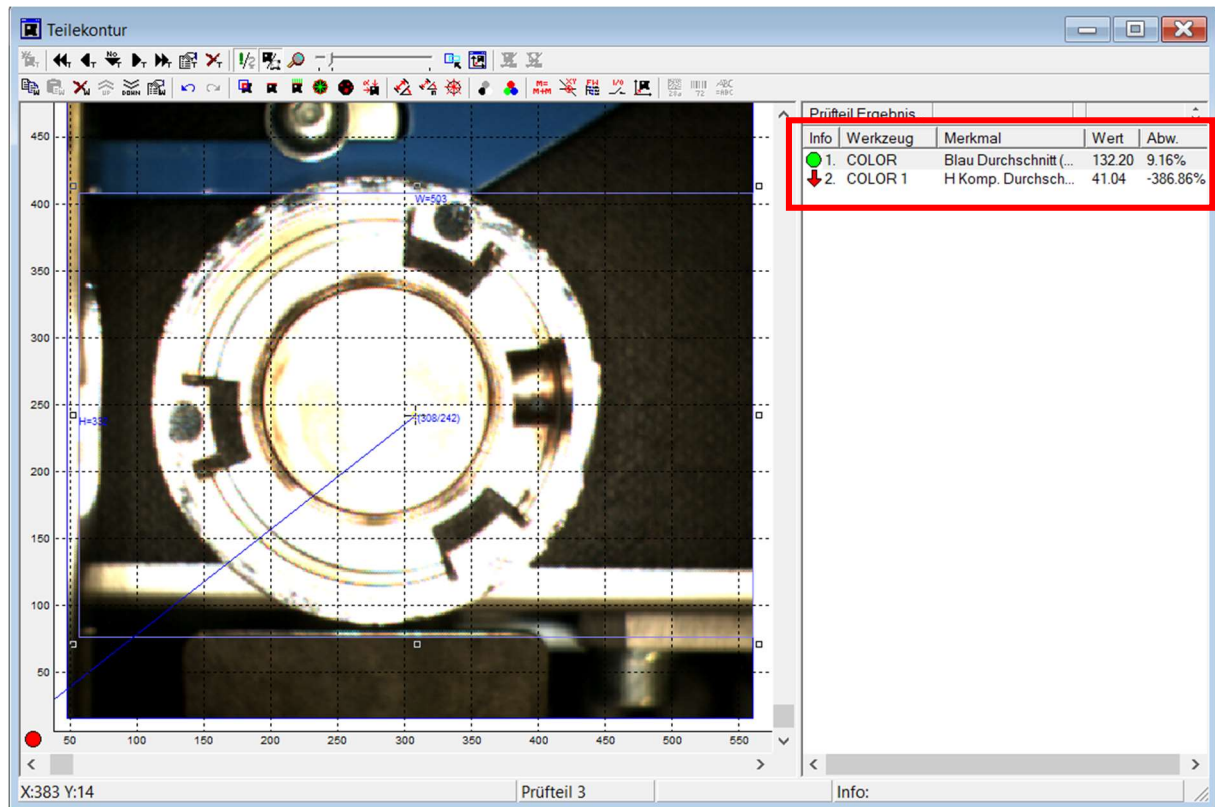 Teilekontur
Prüfteil Ergebnis
Info Werkzeug Merkmal Wert Abw.
1. COLOR Blau Durchschnitt (... 132.20 9.16%
2. COLOR 1 H Komp. Durchsch... 41.04 -386.86%
450
400
350
300
250
200
150
100
50
W=503
(308/242)
50 100 150 200 250 300 350 400 450 500 550
X:383 Y:14
Prüfteil 3
Info: